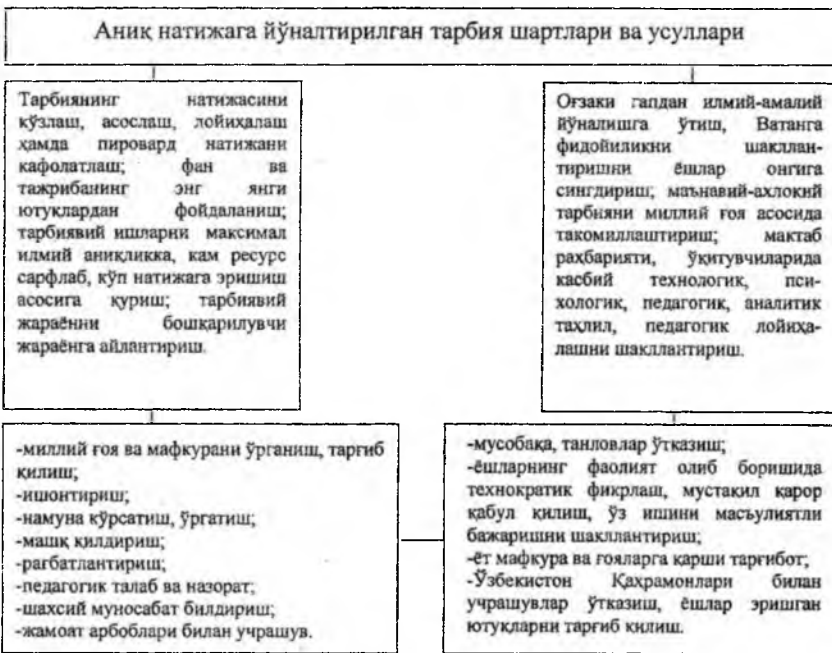 Аниқ натижага йўналтирилган тарбия шартлари ва усуллари
Тарбиянинг натижасини
кўзлаш, асослаш, лойиҳалаш
ҳамда пировард натижани
кафолатлаш; фан ва
тажрибанинг энг янги
ютуқлардан фойдаланиш;
тарбиявий ишларни максимал
илмий аниқликка, кам ресурс
сарфлаб, кўп натижага эришиш
асосига қуриш; тарбиявий
жараённи бошқарилувчи
жараёнга айлантириш.
Оғзаки гапдан илмий-амалий
йўналишга ўтиш, Ватанга
фидойиликни шакллан-
тиришни ёшлар онгига
сингдириш; маънавий-ахлоқий
тарбияни миллий ғоя асосида
такомиллаштириш; мактаб
раҳбарияти, ўқитувчиларида
касбий технологик, пси-
хологик, педагогик, аналитик
таҳлил, педагогик лойиҳа-
лашни шакллантириш.
-миллий ғоя ва мафкурани ўрганиш, тарғиб
қилиш;
-ишонтириш;
-намуна кўрсатиш, ўргатиш;
-машқ қилдириш;
-рағбатлантириш;
-педагогик талаб ва назорат;
-шахсий муносабат билдириш;
-жамоат арбоблари билан учрашув.
-мусобақа, танловлар ўтказиш;
-ёшларнинг фаолият олиб боришида
технократик фикрлаш, мустақил қарор
қабул қилиш, ўз ишини масъулиятли
бажаришни шакллантириш;
-ёт мафкура ва ғояларга қарши тарғибот;
-Ўзбекистон Қаҳрамонлари билан
учрашувлар ўтказиш, ёшлар эришган
ютуқларни тарғиб қилиш.